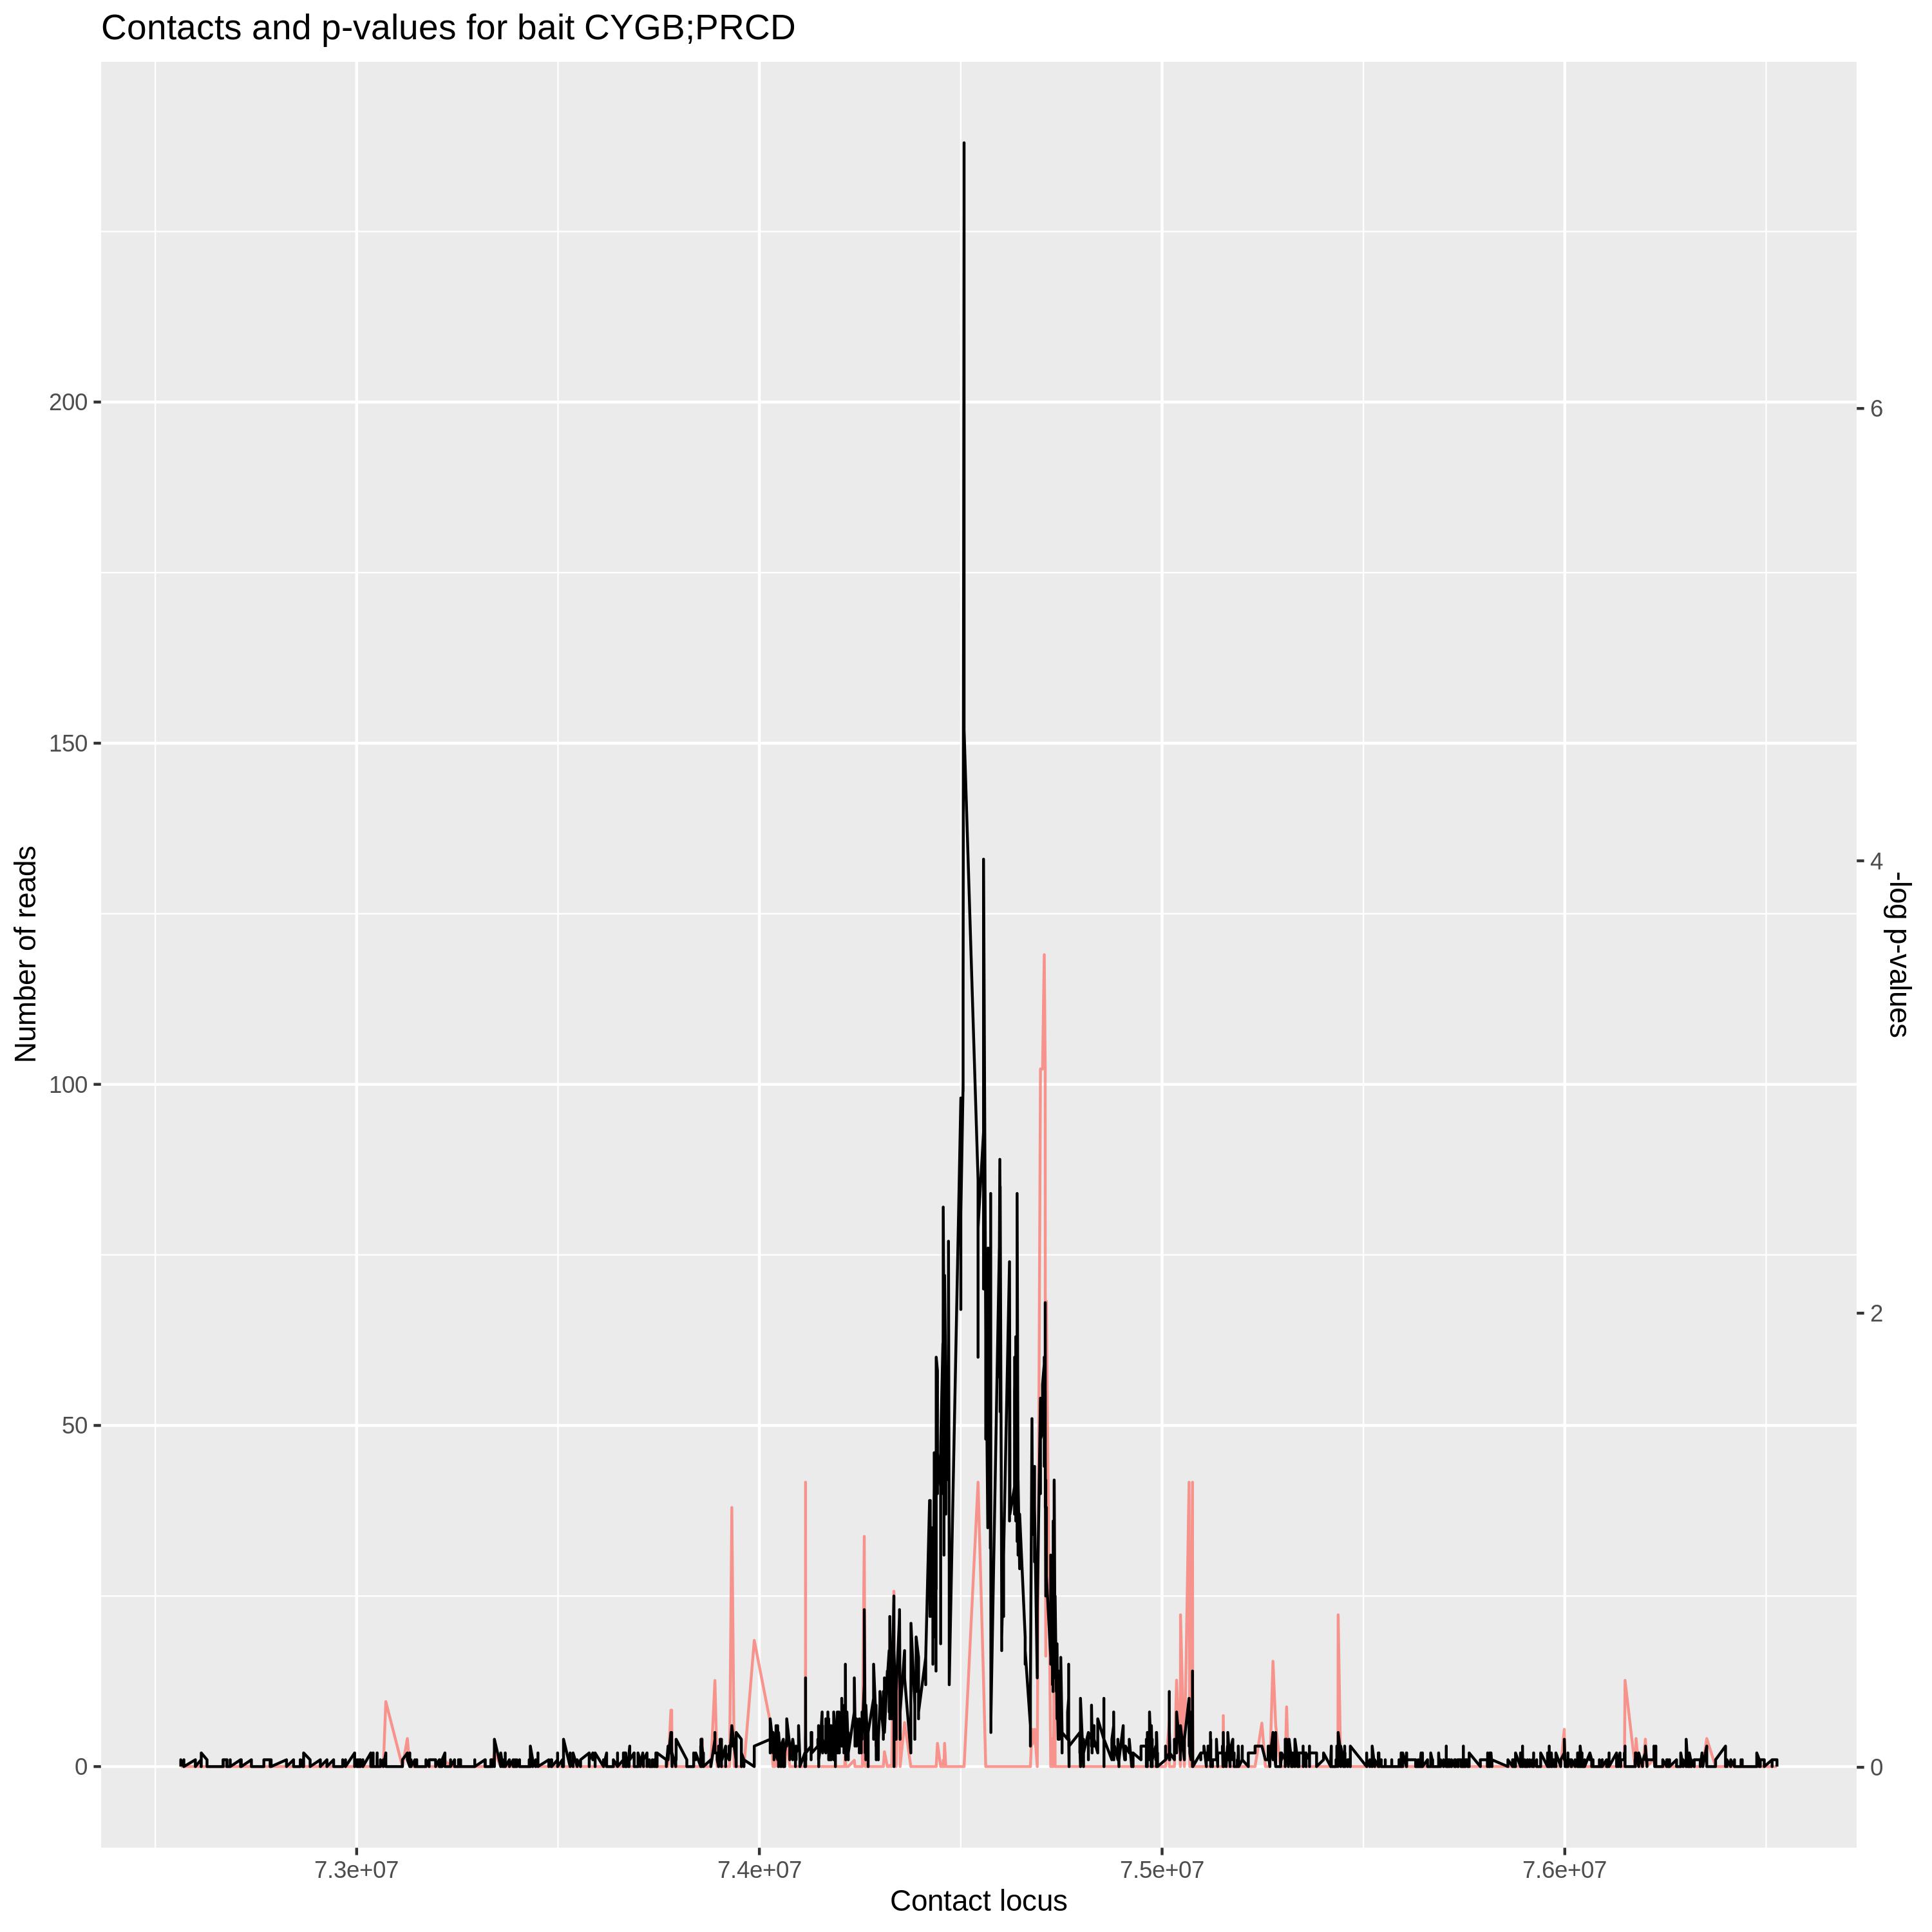 Contacts and p-values for bait CYGB;PRCD
Number of reads
200
150
100
50
0
6
4
2
0
-log p-values
7.3e+07
7.4e+07
7.5e+07
7.6e+07
Contact locus